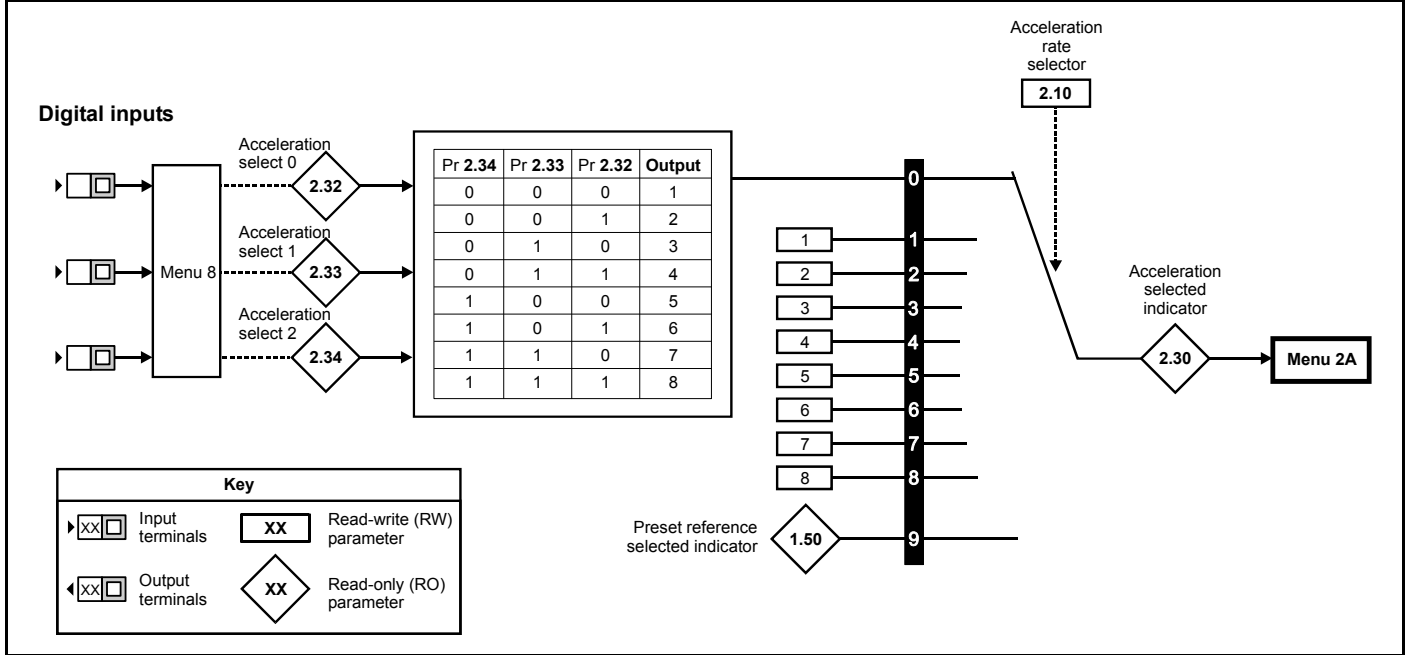 Acceleration
rate
selector
2.10
Digital inputs
Menu 8
Acceleration
select 0
2.32
Acceleration
select 1
2.33
Acceleration
select 2
2.34
Pr 2.34 Pr 2.33 Pr 2.32 Output
0 0 0 1
0 0 1 2
0 1 0 3
0 1 1 4
1 0 0 5
1 0 1 6
1 1 0 7
1 1 1 8
0
1 1
2 2
3 3
4 4
5 5
6 6
7 7
8 8
Preset reference
selected indicator
1.50
9
Acceleration
selected
indicator
2.30
Menu 2A
Key
XX
Input
terminals
XX
Read-write (RW)
parameter
XX
Output
terminals
XX
Read-only (RO)
parameter